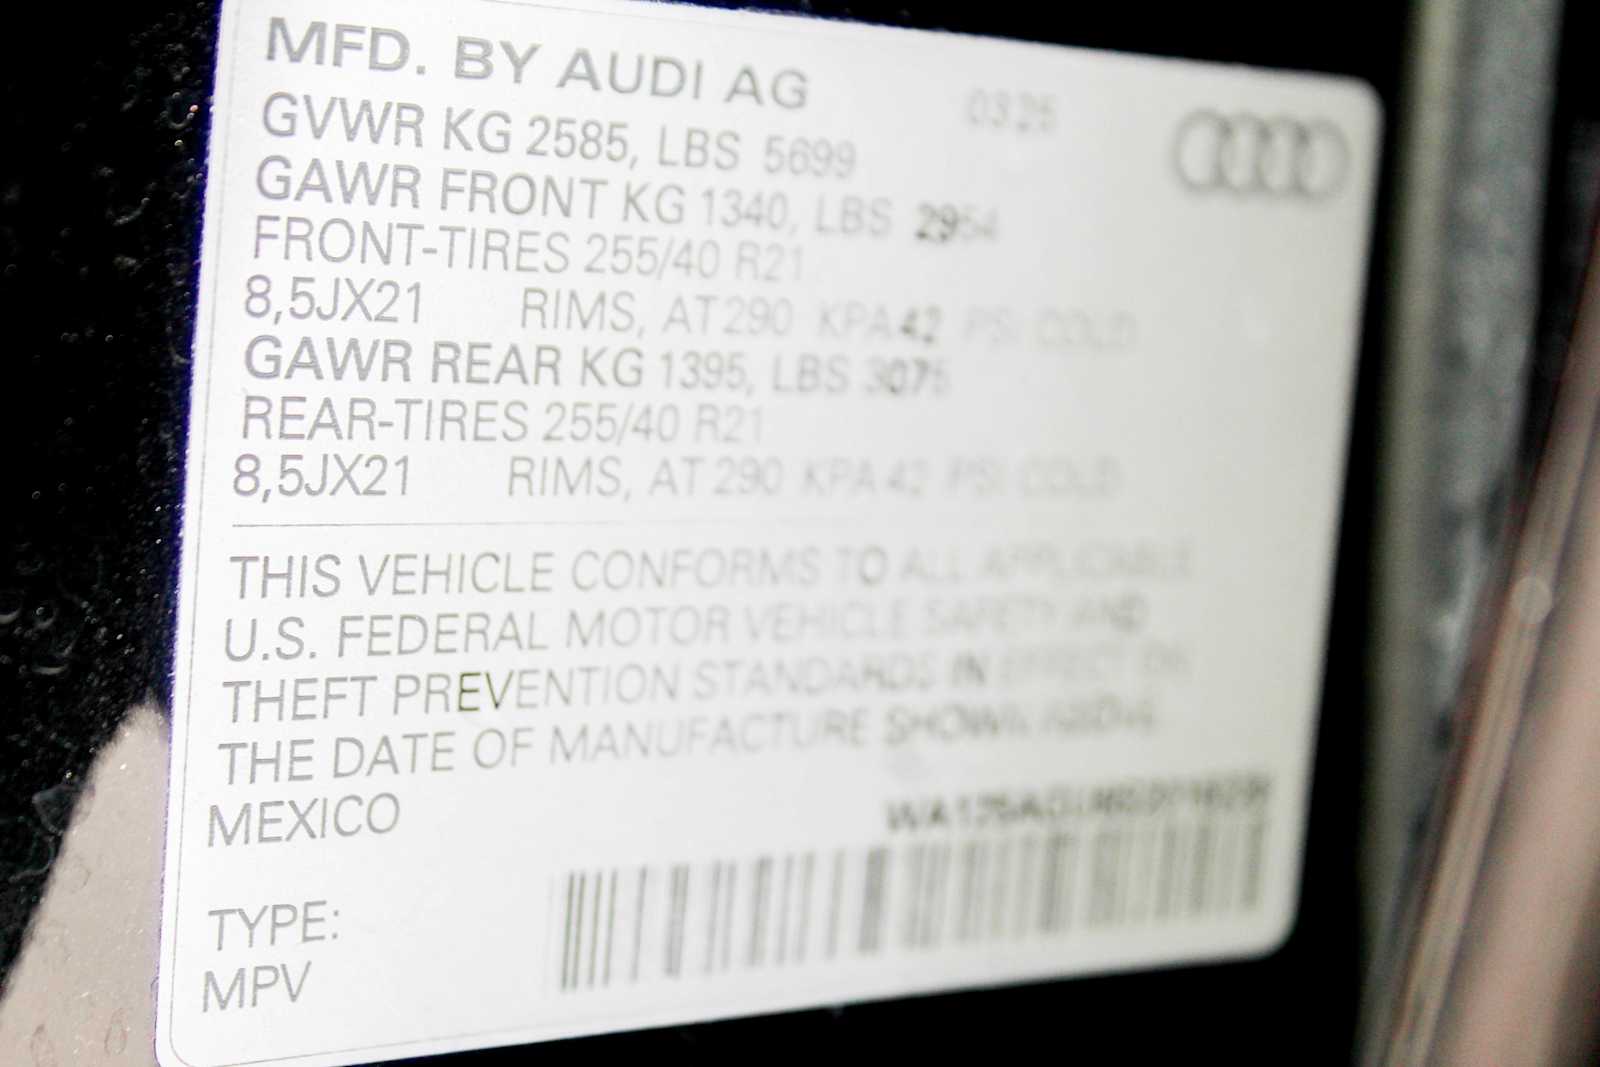 MFD. BY AUDI AG 0325
GVWR KG 2585, LBS 5699
GAWR FRONT KG 1340, LBS 2954
FRONT-TIRES 255/40 R21
8,5JX21 RIMS, AT 290 KPA 42 PSI COLD
GAWR REAR KG 1395, LBS 3075
REAR-TIRES 255/40 R21
8,5JX21 RIMS, AT 290 KPA 42 PSI COLD
THIS VEHICLE CONFORMS TO ALL APPLICABLE
U.S. FEDERAL MOTOR VEHICLE SAFETY AND
THEFT PREVENTION STANDARDS IN EFFECT ON
THE DATE OF MANUFACTURE SHOWN ABOVE.
MEXICO
TYPE:
MPV